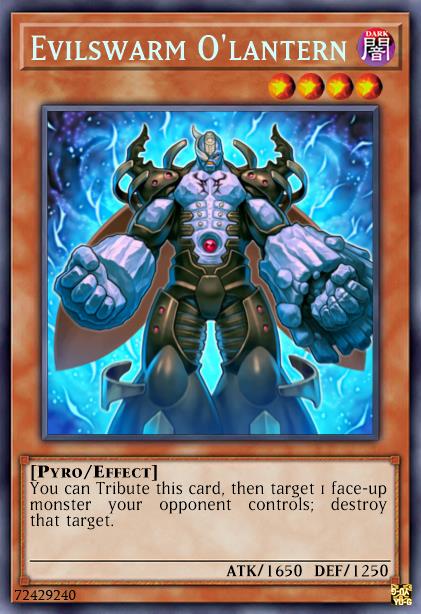 Evilswarm O'lantern
DARK
闇
[Pyro/Effect]
You can Tribute this card, then target 1 face-up
monster your opponent controls; destroy
that target.
ATK/1650 DEF/1250
72429240